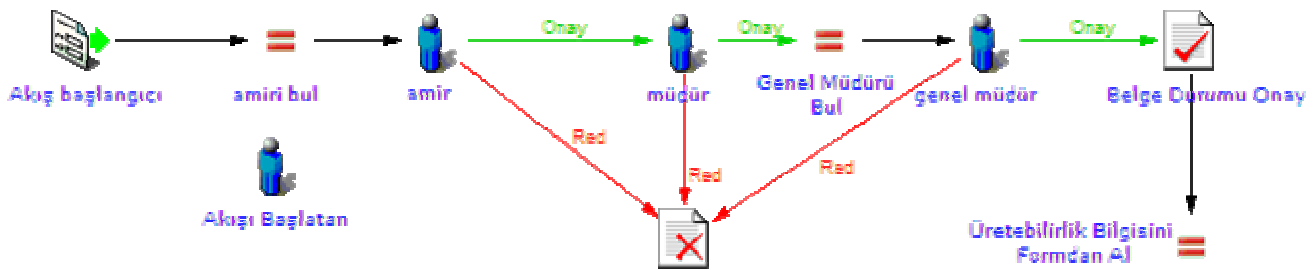 Onay
Onay
Onay
Akış başlangıcı
amiri bul
amir
müdür
Genel Müdürü
Bul
genel müdür
Belge Durumu Onay
Red
Red
Red
Akışı Başlatan
Üretebilirlik Bilgisini
Formdan Al